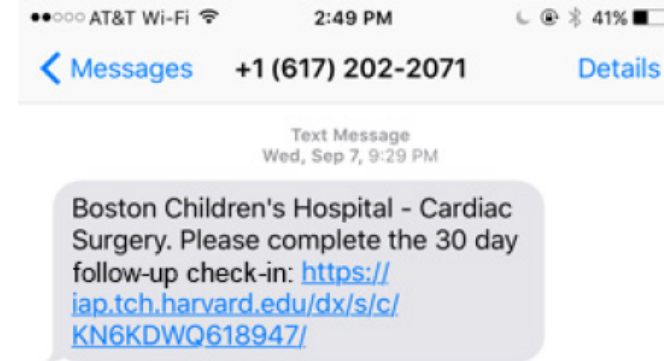 AT&T Wi-Fi 2:49 PM 41%
Messages +1 (617) 202-2071 Details
Text Message
Wed, Sep 7, 9:29 PM
Boston Children's Hospital - Cardiac
Surgery. Please complete the 30 day
follow-up check-in: https://
iap.tch.harvard.edu/dx/s/c/
KN6KDWQ618947/